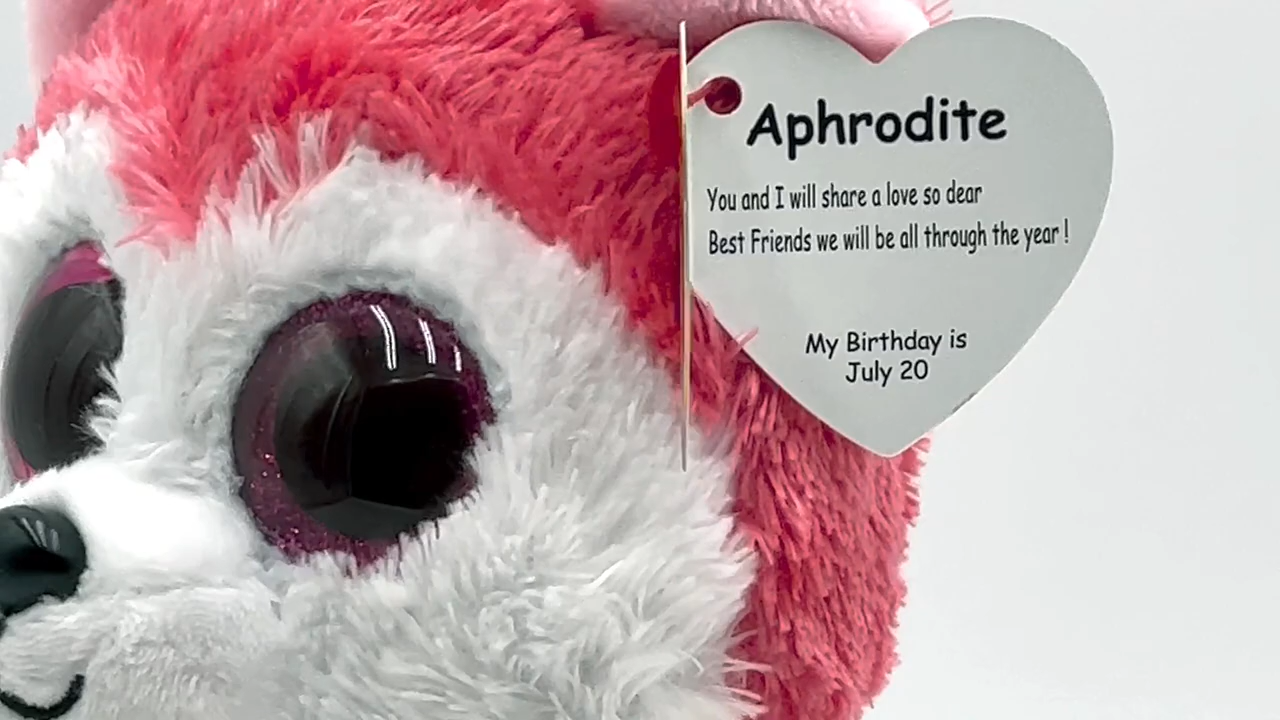 Aphrodite
You and I will share a love so dear
Best Friends we will be all through the year !
My Birthday is
July 20